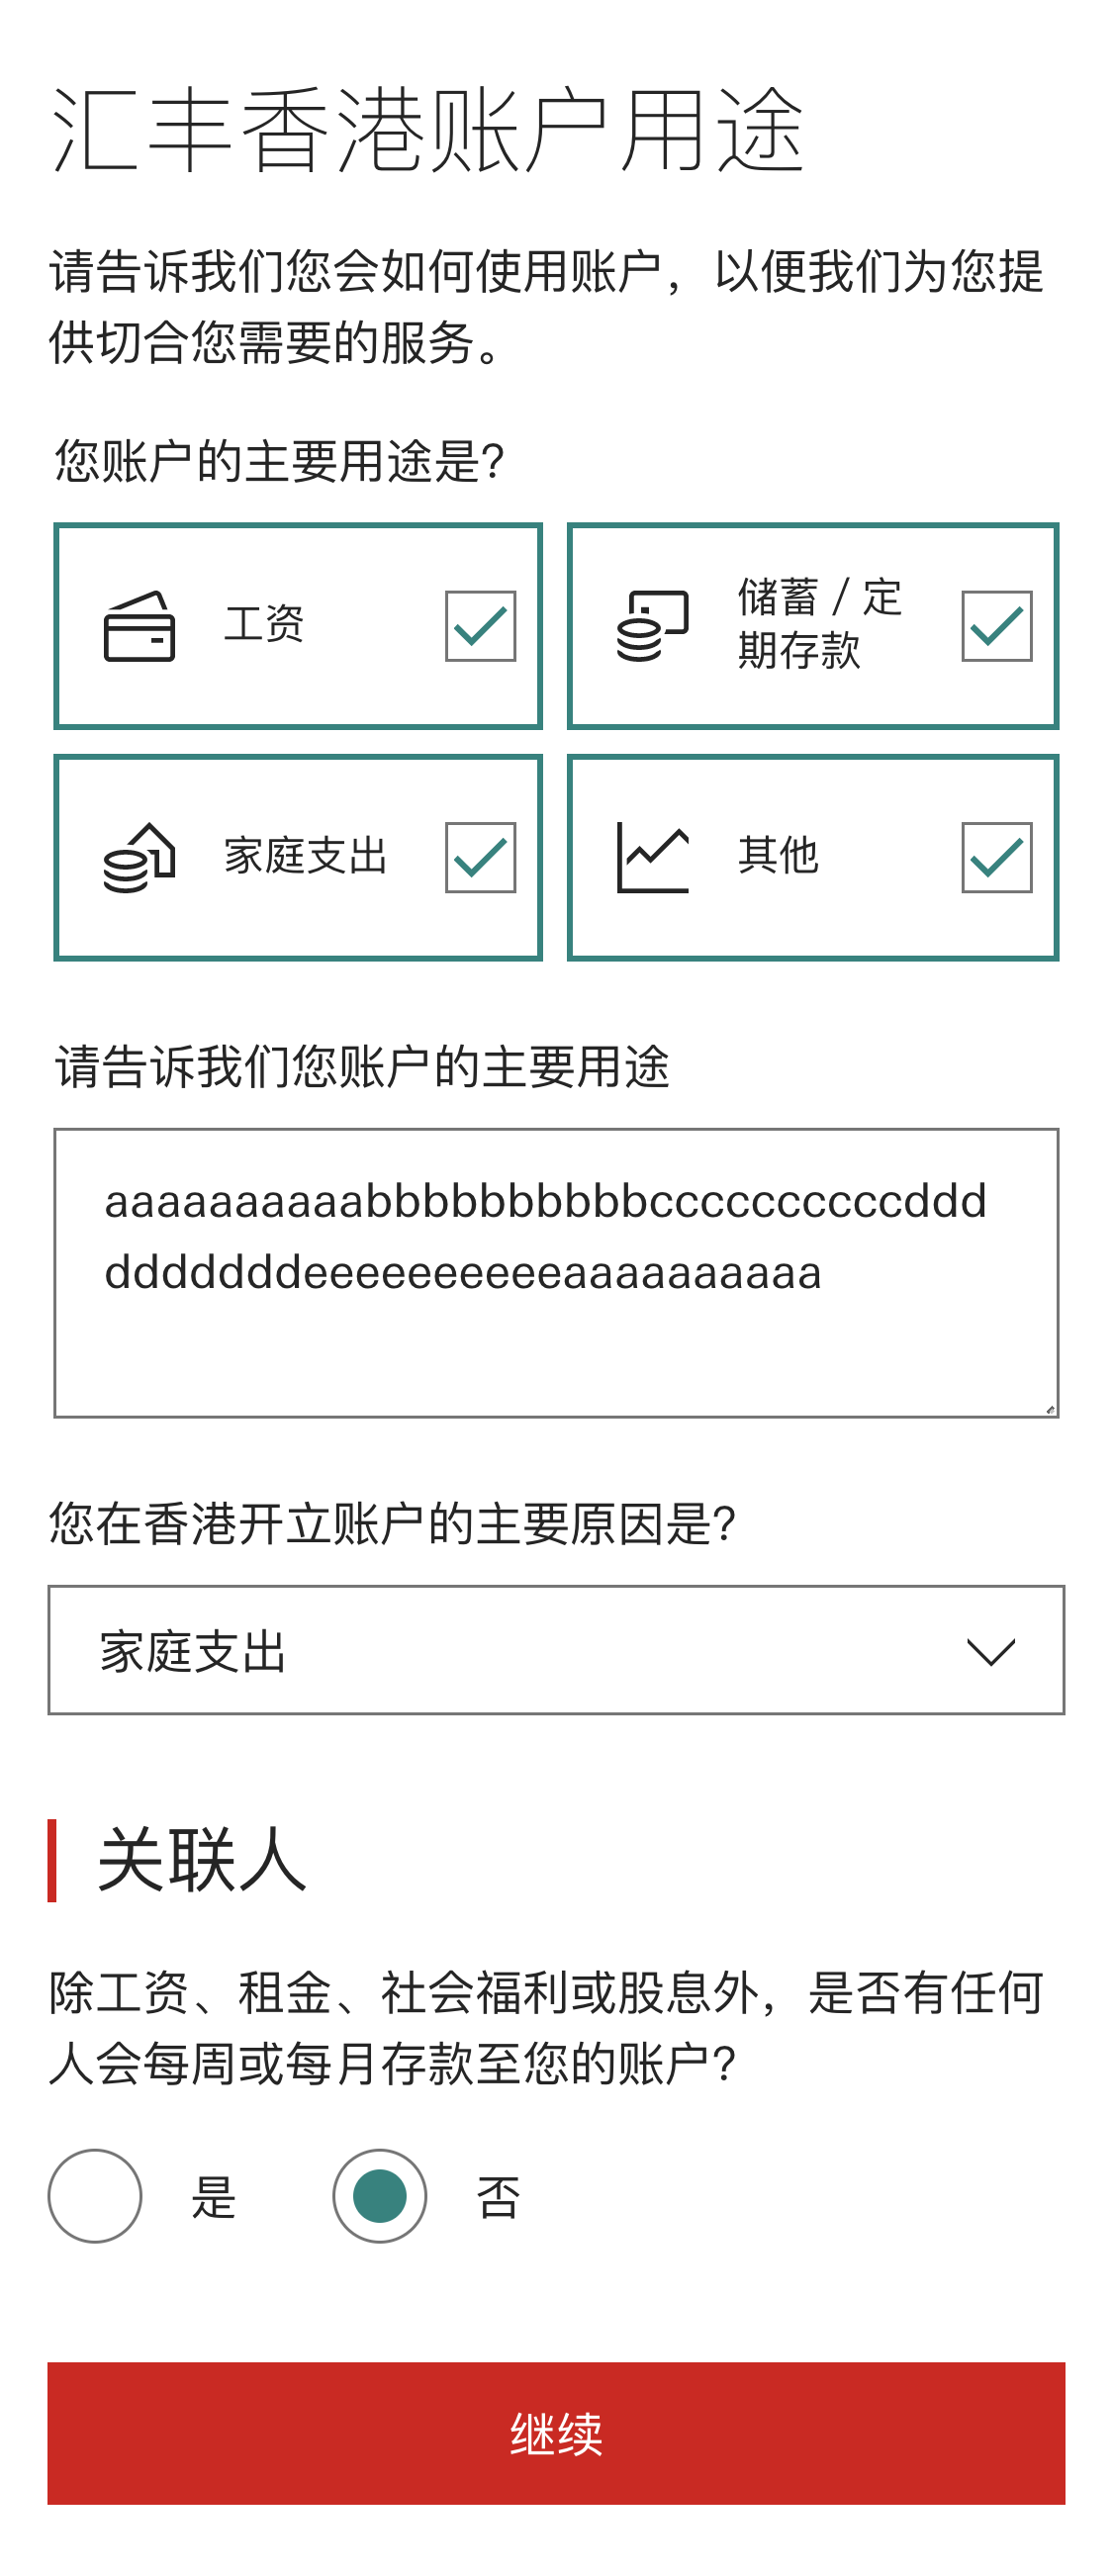 汇丰香港账户用途
请告诉我们您会如何使用账户，以便我们为您提
供切合您需要的服务。
您账户的主要用途是?
工资
储蓄 / 定
期存款
家庭支出
其他
请告诉我们您账户的主要用途
aaaaaaaaaabbbbbbbbbbccccccccccddd
dddddddeeeeeeeeeeaaaaaaaaaa
您在香港开立账户的主要原因是?
家庭支出
关联人
除工资、租金、社会福利或股息外，是否有任何
人会每周或每月存款至您的账户?
是
否
继续